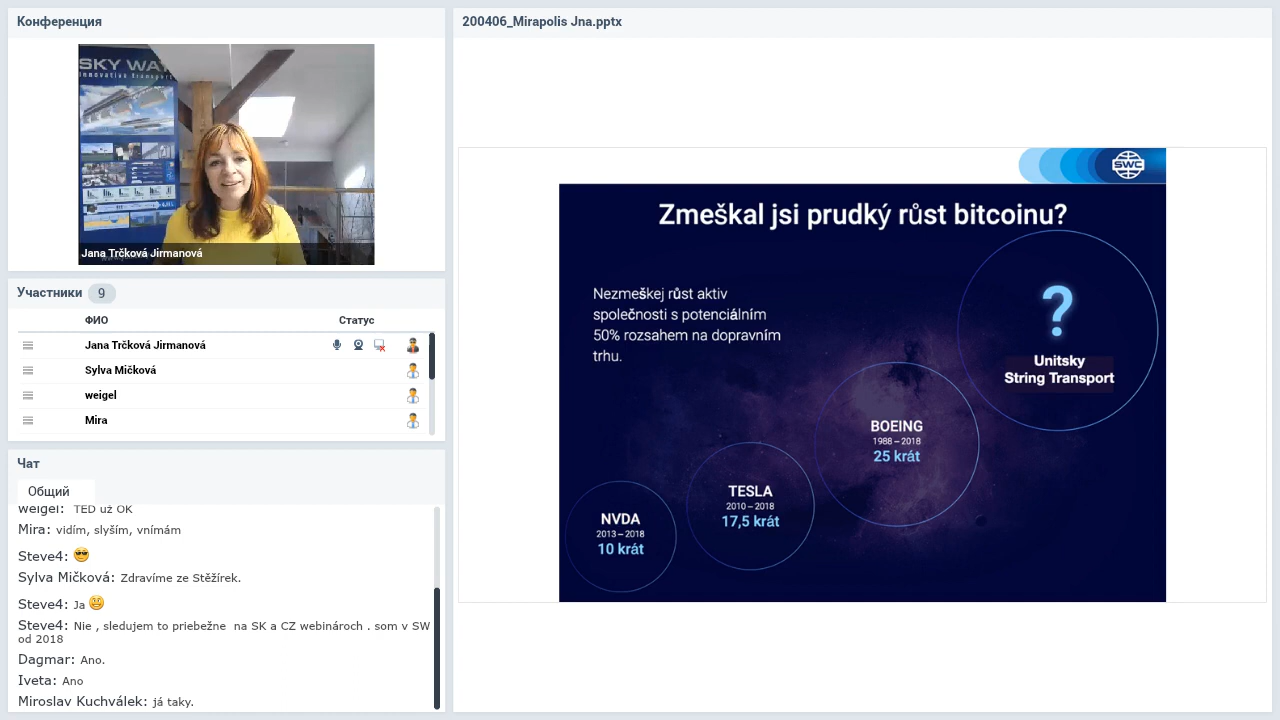 Конференция
SKY WA
Innovation Transport
Jana Trčková Jirmanová
Участники 9
ФИО Статус
Jana Trčková Jirmanová
Sylva Mičková
weigel
Mira
Чат
Общий
weigel: TED už OK
Mira: vidím, slyším, vnímám
Steve4:
Sylva Mičková: Zdravíme ze Stěžírek.
Steve4: Ja
Steve4: Nie , sledujem to priebežne na SK a CZ webinároch . som v SW
od 2018
Dagmar: Ano.
Iveta: Ano
Miroslav Kuchválek: já taky.
200406_Mirapolis Jna.pptx
SWC
Zmeškal jsi prudký růst bitcoinu?
Nezmeškej růst aktiv
společnosti s potenciálním
50% rozsahem na dopravním
trhu.
?
Unitsky
String Transport
BOEING
1988 – 2018
25 krát
TESLA
2010 – 2018
17,5 krát
NVDA
2013 – 2018
10 krát